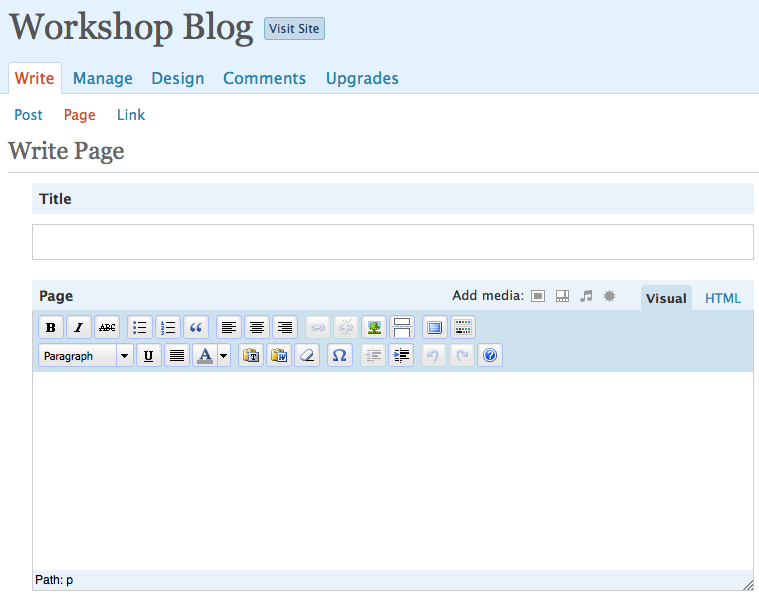 Workshop Blog Visit Site
Write Manage Design Comments Upgrades
Post Page Link
Write Page
Title
Page Add media: Visual HTML
B I ABC
Paragraph U A T W Ω ?
Path: p